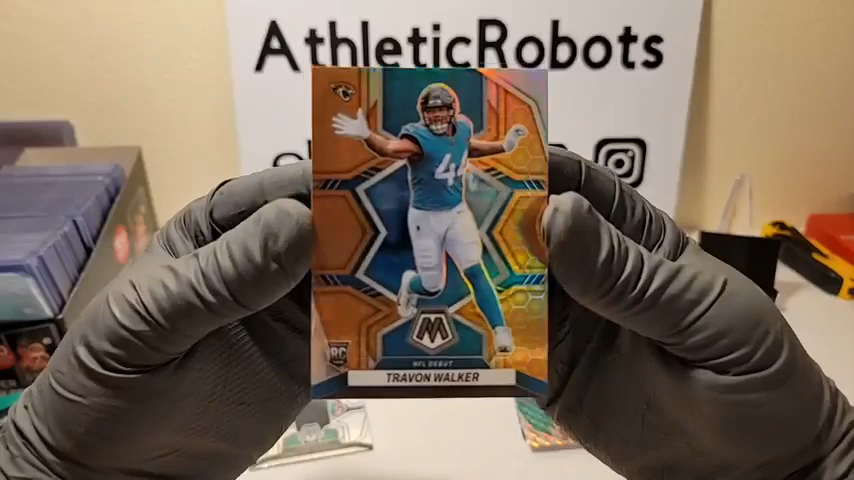 AthleticRobots
44
M
RC
NFL DEBUT
TRAVON WALKER